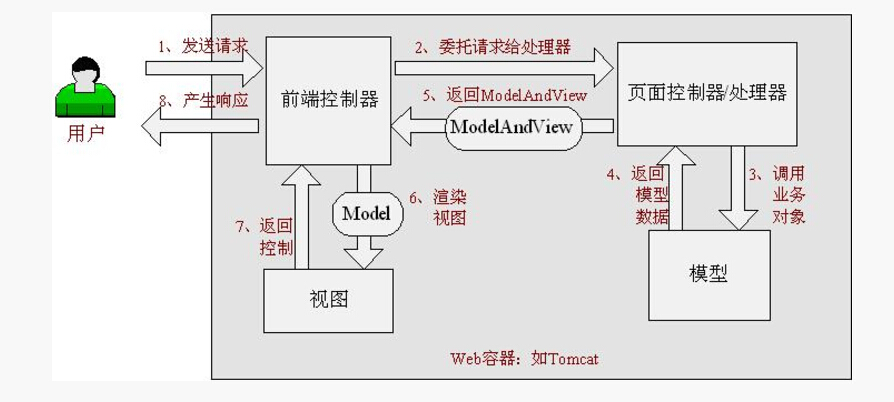 1、发送请求
2、委托请求给处理器
8、产生响应
前端控制器
5、返回ModelAndView
页面控制器/处理器
ModelAndView
用户
4、返回
模型
数据
3、调用
业务
对象
6、渲染
视图
Model
7、返回
控制
视图
模型
Web容器：如Tomcat